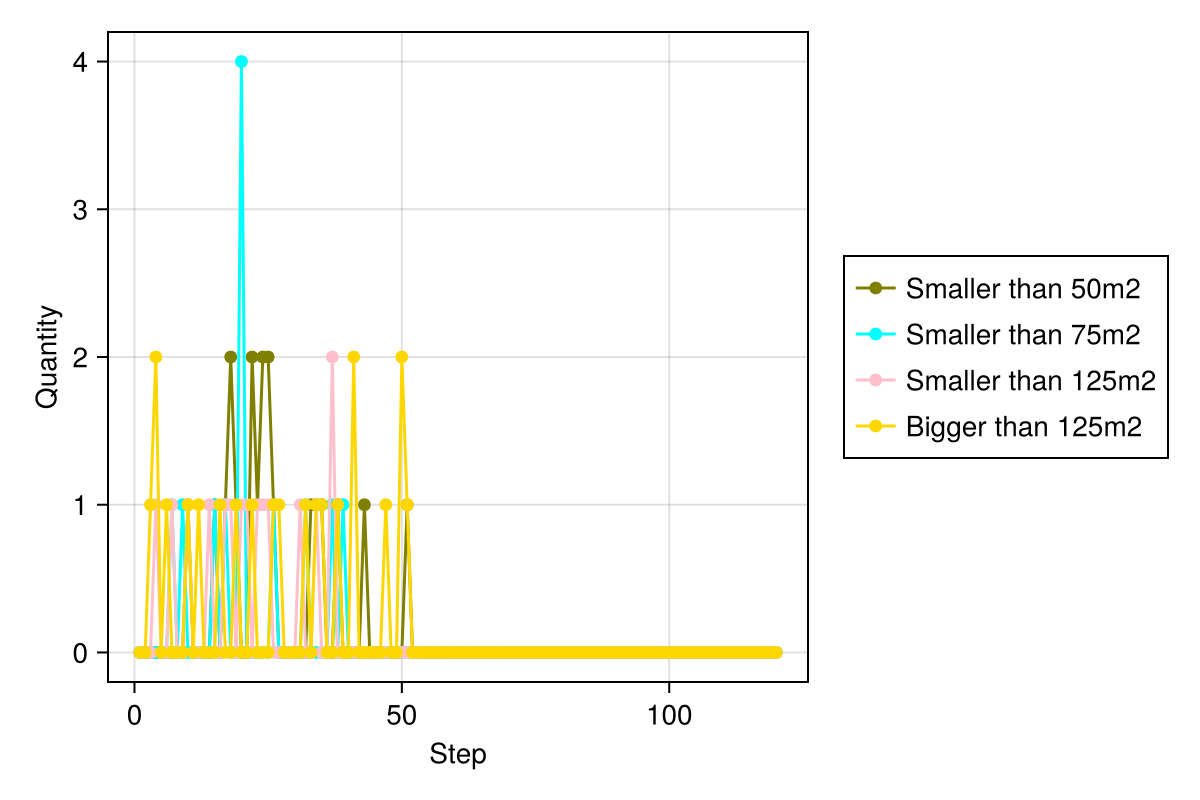 4
3
2
1
0
Quantity
0
50
100
Step
Smaller than 50m2
Smaller than 75m2
Smaller than 125m2
Bigger than 125m2